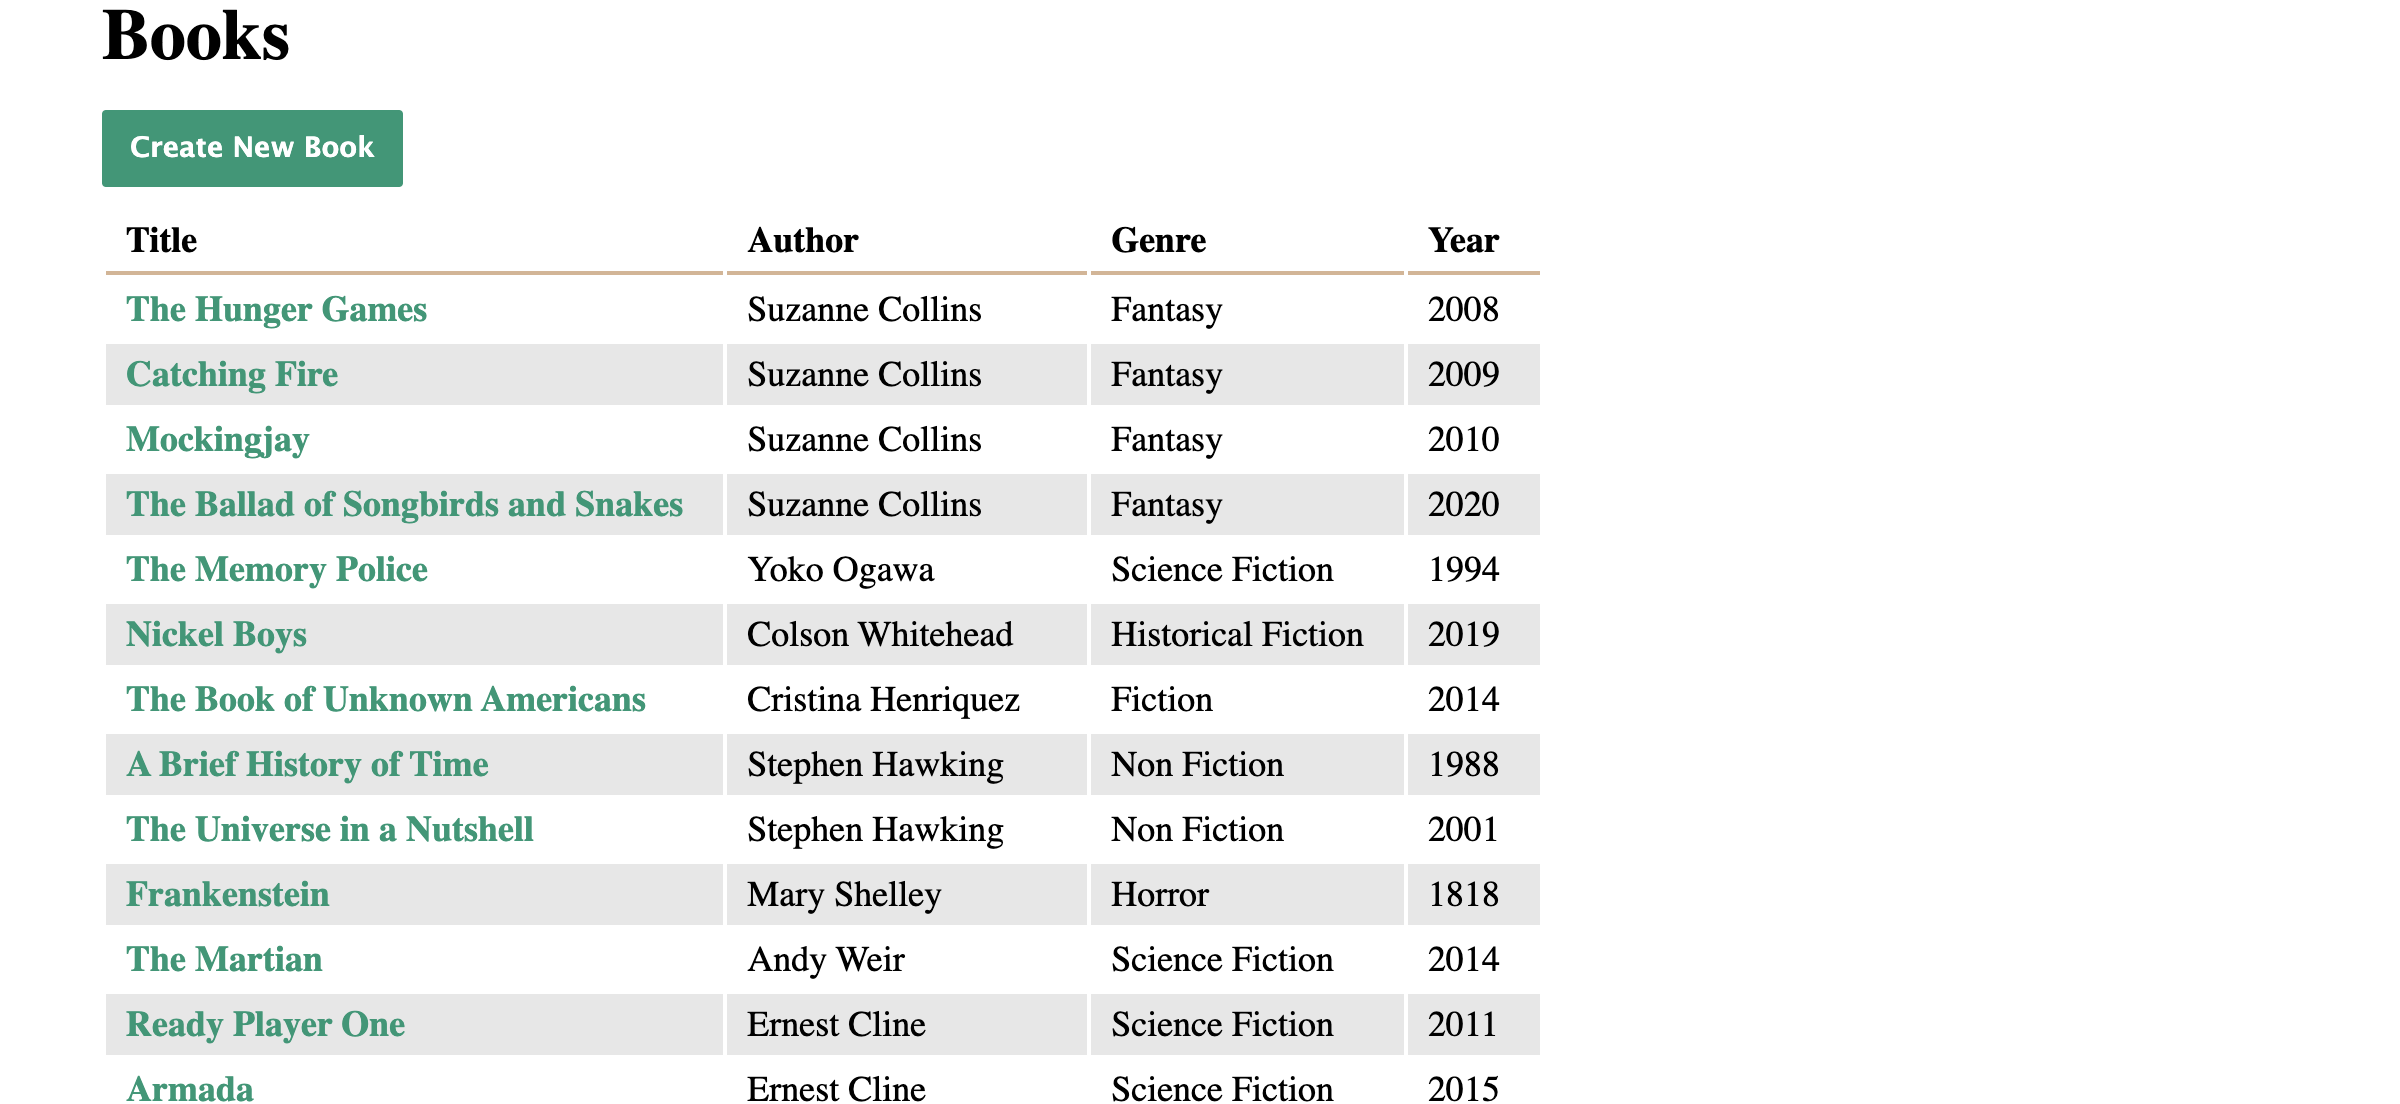 Books
Create New Book
Title Author Genre Year
The Hunger Games Suzanne Collins Fantasy 2008
Catching Fire Suzanne Collins Fantasy 2009
Mockingjay Suzanne Collins Fantasy 2010
The Ballad of Songbirds and Snakes Suzanne Collins Fantasy 2020
The Memory Police Yoko Ogawa Science Fiction 1994
Nickel Boys Colson Whitehead Historical Fiction 2019
The Book of Unknown Americans Cristina Henriquez Fiction 2014
A Brief History of Time Stephen Hawking Non Fiction 1988
The Universe in a Nutshell Stephen Hawking Non Fiction 2001
Frankenstein Mary Shelley Horror 1818
The Martian Andy Weir Science Fiction 2014
Ready Player One Ernest Cline Science Fiction 2011
Armada Ernest Cline Science Fiction 2015